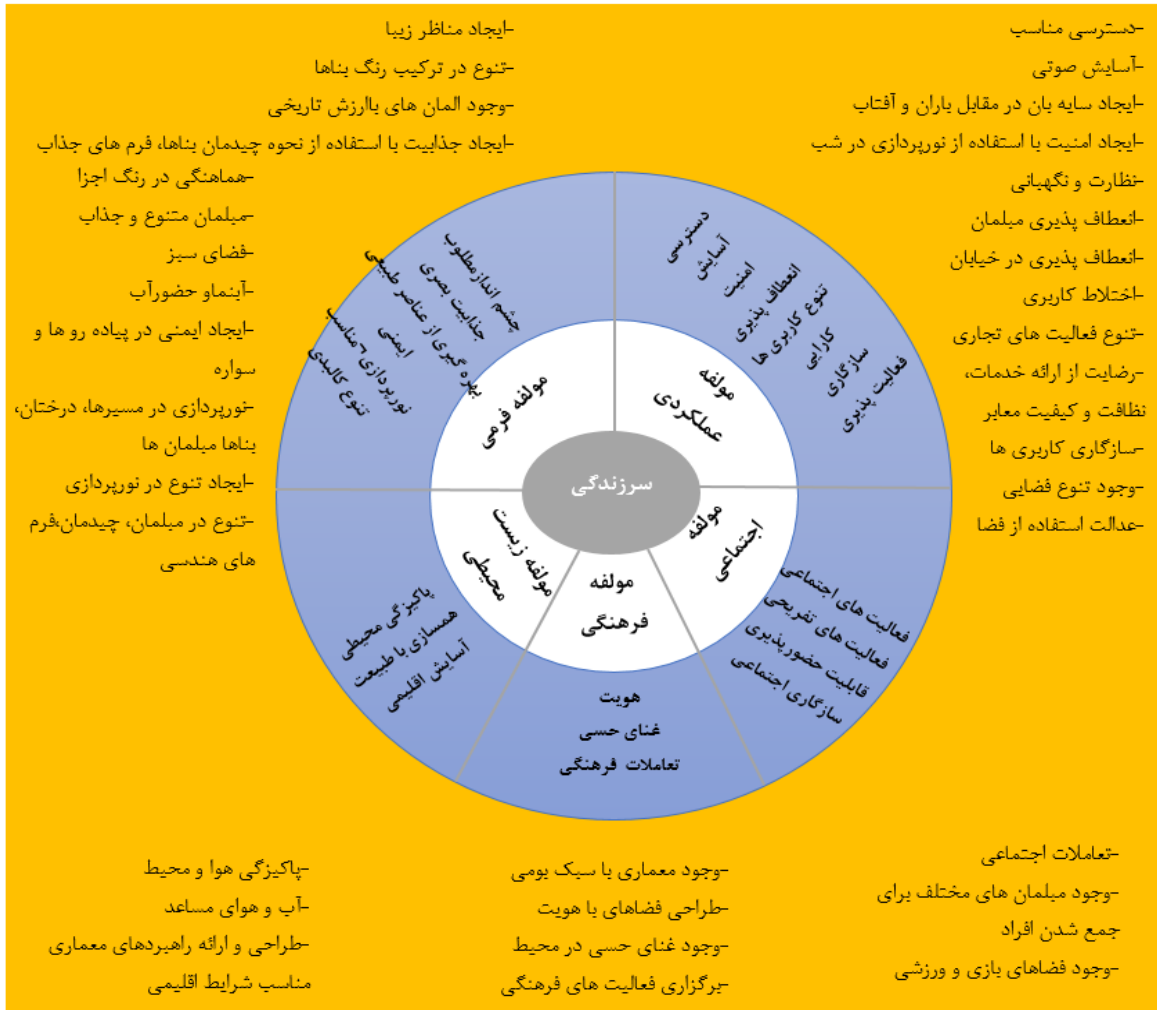 -دسترسی مناسب
-آسایش صوتی
-ایجاد سایه بان در مقابل باران و آفتاب
-ایجاد امنیت با استفاده از نورپردازی در شب
-نظارت و نگهبانی
-انعطاف پذیری مبلمان
-انعطاف پذیری در خیابان
-اختلاط کاربری
-تنوع فعالیت های تجاری
-رضایت از ارائه خدمات،
نظافت و کیفیت معابر
-سازگاری کاربری ها
-وجود تنوع فضایی
-عدالت استفاده از فضا
-ایجاد مناظر زیبا
-تنوع در ترکیب رنگ بناها
-وجود المان های باارزش تاریخی
-ایجاد جذابیت با استفاده از نحوه چیدمان بناها، فرم های جذاب
-هماهنگی در رنگ اجزا
-مبلمان متنوع و جذاب
-فضای سبز
-آبنماو حضورآب
-ایجاد ایمنی در پیاده رو ها و
سواره
-نورپردازی در مسیرها، درختان،
بناها مبلمان ها
-ایجاد تنوع در نورپردازی
-تنوع در مبلمان، چیدمان،فرم
های هندسی
دسترسی
آسایش
امنیت
انعطاف پذیری
تنوع کاربری ها
کارایی
سازگاری
فعالیت پذیری
چشم اندازمطلوب
جذابیت بصری
بهره گیری از عناصر طبیعی
ایمنی
نورپردازی-مناسب
تنوع کالبدی
مولفه
عملکردی
مولفه فرمی
سرزندگی
مولفه
اجتماعی
مولفه
فرهنگی
مولفه زیست
محیطی
فعالیت های اجتماعی
فعالیت های تفریحی
قابلیت حضورپذیری
سازگاری اجتماعی
هویت
غنای حسی
تعاملات فرهنگی
پاکیزگی محیطی
همسازی با طبیعت
آسایش اقلیمی
-تعاملات اجتماعی
-وجود مبلمان های مختلف برای
جمع شدن افراد
-وجود فضاهای بازی و ورزشی
-وجود معماری با سبک بومی
-طراحی فضاهای با هویت
-وجود غنای حسی در محیط
-برگزاری فعالیت های فرهنگی
-پاکیزگی هوا و محیط
-آب و هوای مساعد
-طراحی و ارائه راهبردهای معماری
مناسب شرایط اقلیمی